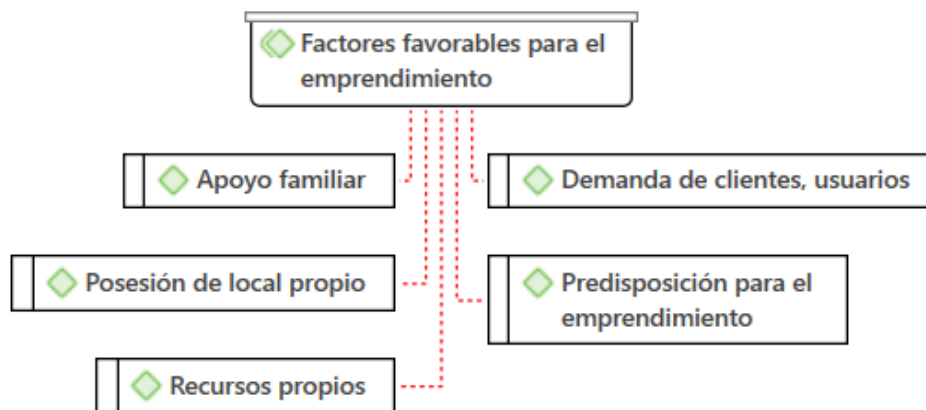 Factores favorables para el
emprendimiento
Apoyo familiar
Demanda de clientes, usuarios
Posesión de local propio
Predisposición para el
emprendimiento
Recursos propios